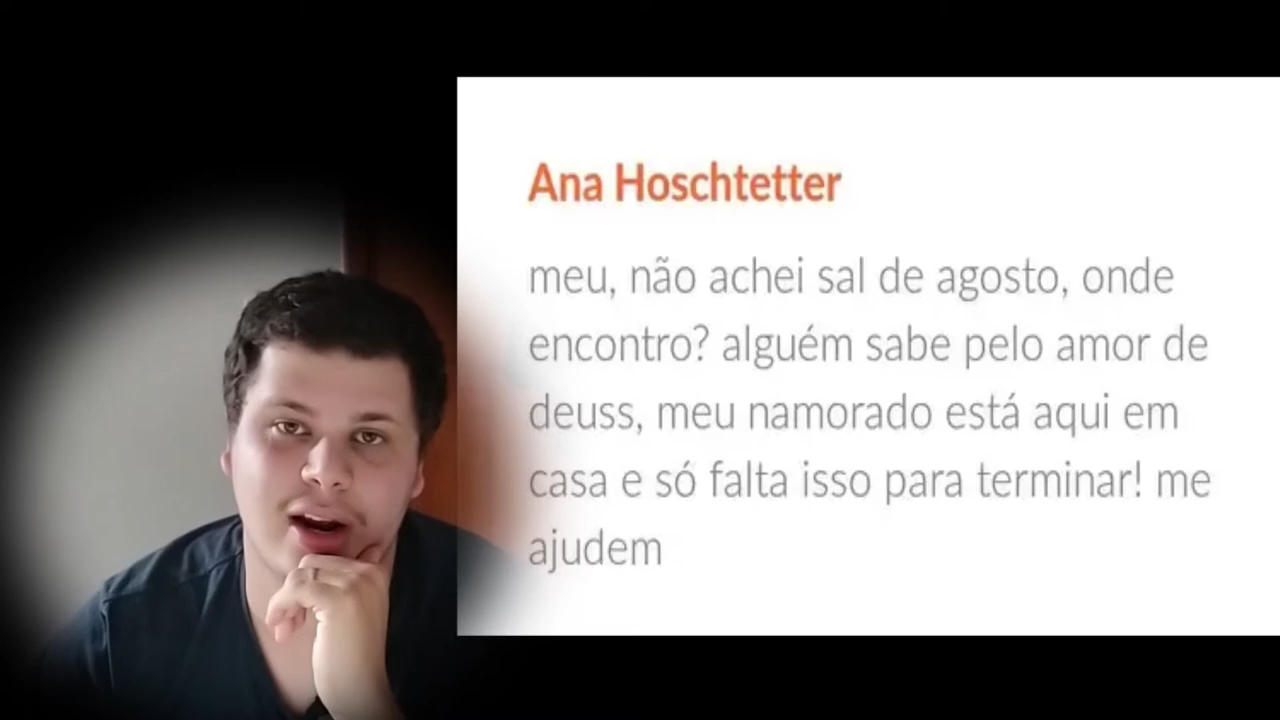 Ana Hoschtetter
meu, não achei sal de agosto, onde
encontro? alguém sabe pelo amor de
deuss, meu namorado está aqui em
casa e só falta isso para terminar! me
ajudem